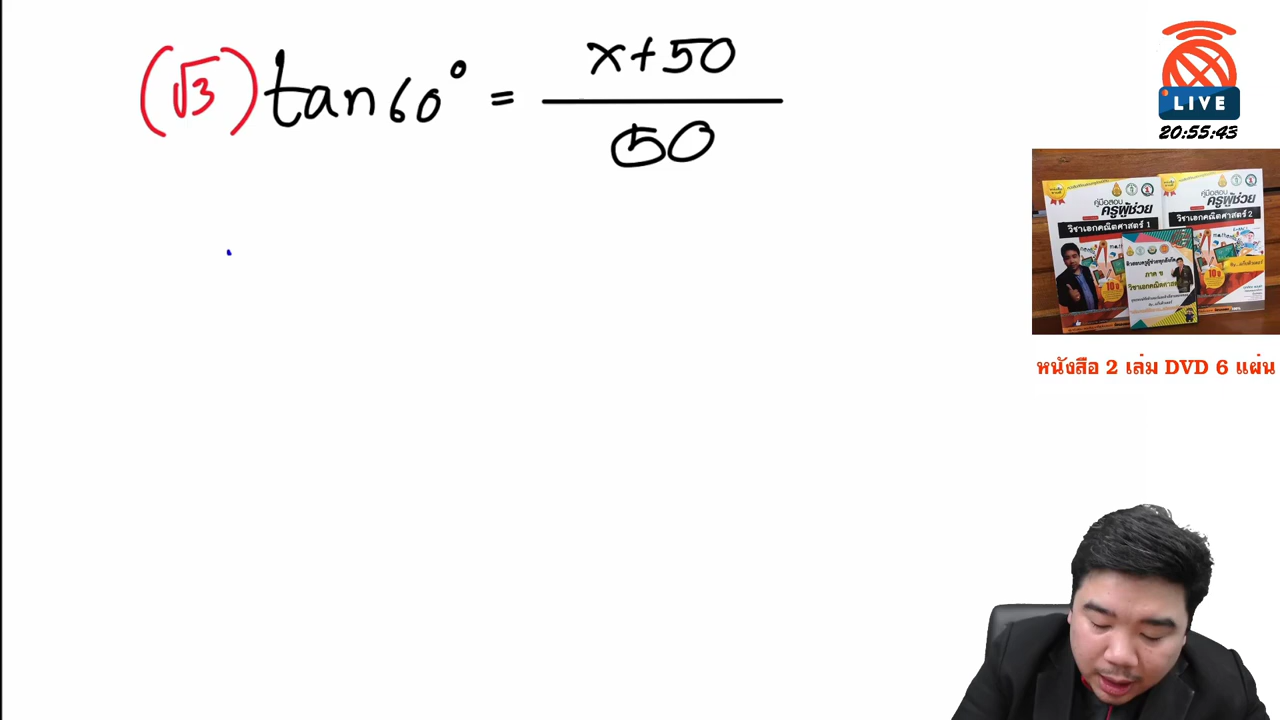 (√3) tan 60° = x+50
50
LIVE
20:55:43
คู่มือสอบ
ครูผู้ช่วย
วิชาเอกคณิตศาสตร์ 1
คู่มือสอบ
ครูผู้ช่วย
วิชาเอกคณิตศาสตร์ 2
ภาค ข
หนังสือ 2 เล่ม DVD 6 แผ่น